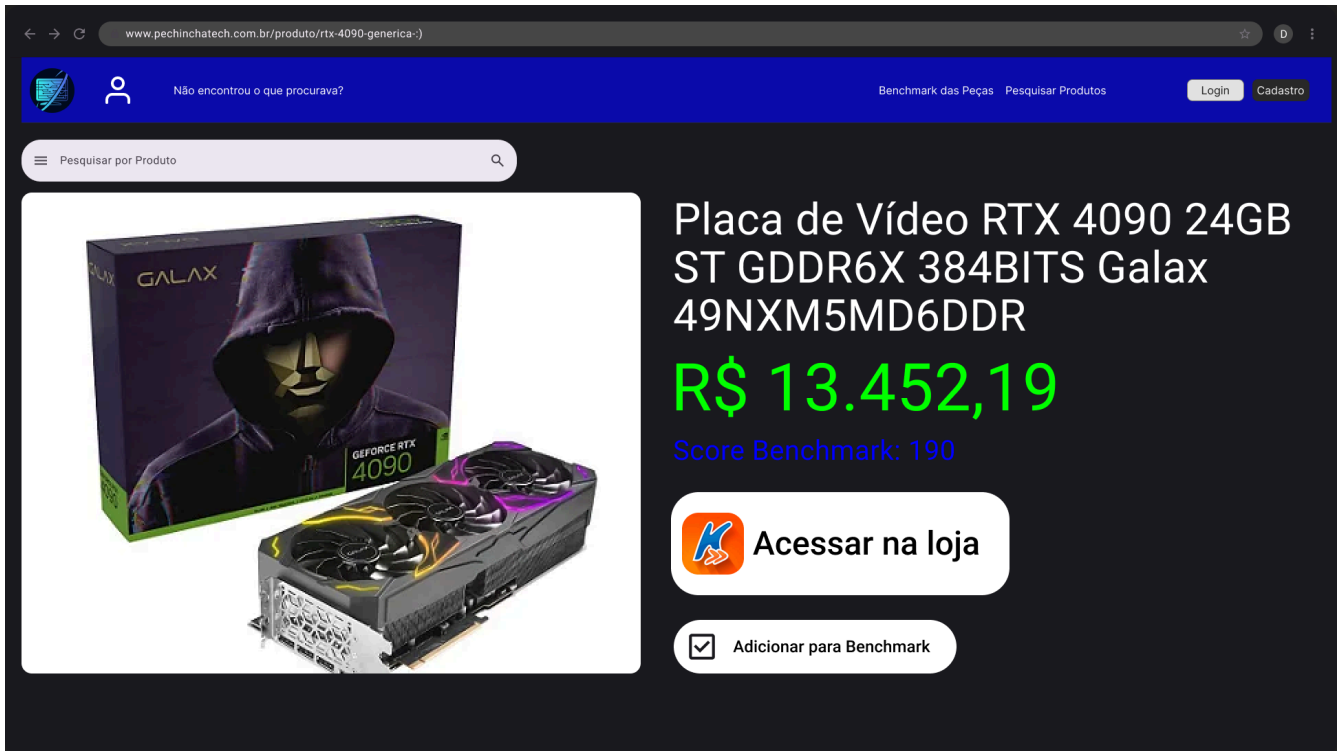 www.pechinchatech.com.br/produto/rtx-4090-generica-:)
D
Não encontrou o que procurava?
Benchmark das Peças
Pesquisar Produtos
Login
Cadastro
Pesquisar por Produto
GALAX
GEFORCE RTX
4090
Placa de Vídeo RTX 4090 24GB
ST GDDR6X 384BITS Galax
49NXM5MD6DDR
R$ 13.452,19
Score Benchmark: 190
K
Acessar na loja
Adicionar para Benchmark